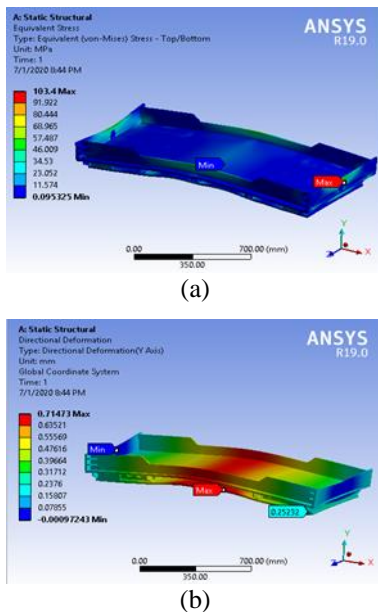 A: Static Structural
Equivalent Stress
Type: Equivalent (von-Mises) Stress - Top/Bottom
Unit: MPa
Time: 1
7/1/2020 8:44 PM
ANSYS
R19.0
103.4 Max
91.922
80.444
68.965
57.487
46.009
34.53
23.052
11.574
0.095325 Min
Min
Max
0.00
700.00 (mm)
350.00
Y
Z
X
(a)
A: Static Structural
Directional Deformation
Type: Directional Deformation(Y Axis)
Unit: mm
Global Coordinate System
Time: 1
7/1/2020 8:44 PM
ANSYS
R19.0
0.71473 Max
0.63521
0.55569
0.47616
0.39664
0.31712
0.2376
0.15807
0.07855
-0.00097243 Min
Min
Max
0.25232
0.00
700.00 (mm)
350.00
Y
Z
X
(b)